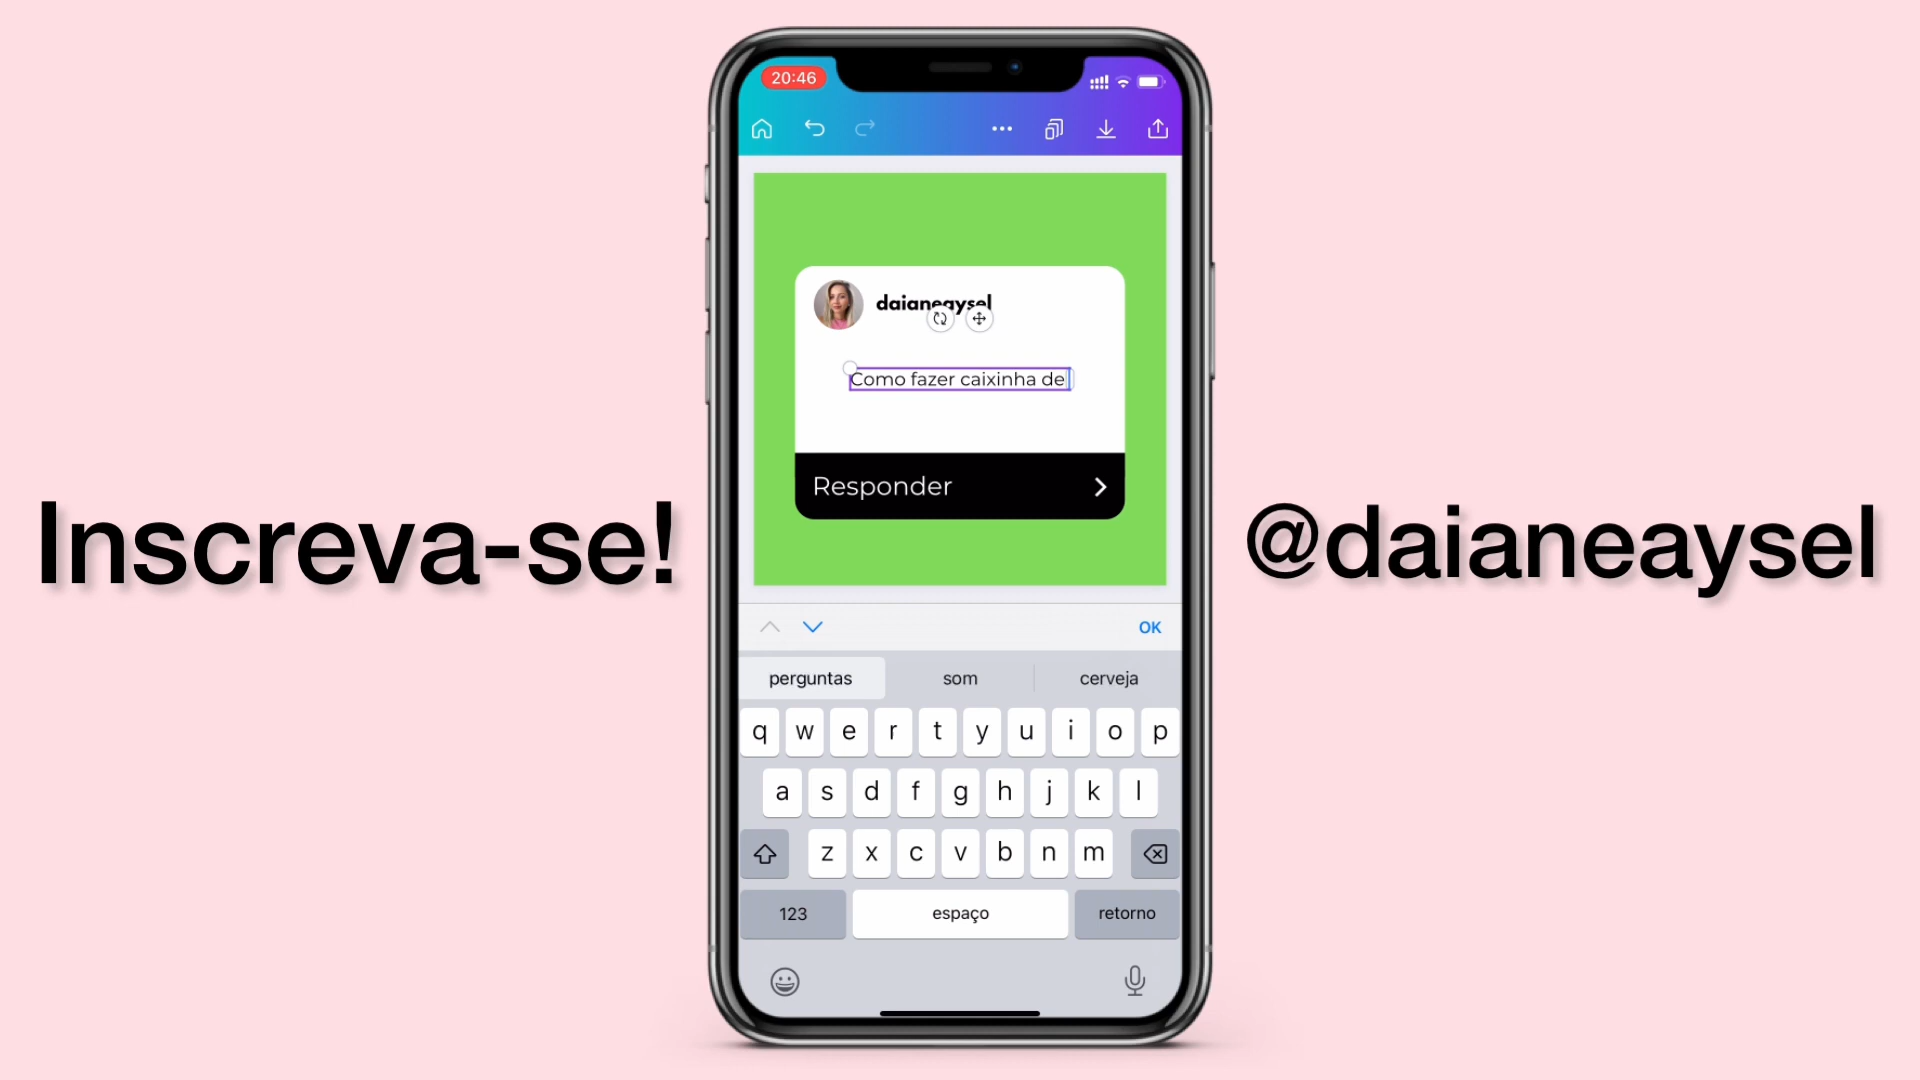 20:46
daianeaysel
Como fazer caixinha de
Responder
Inscreva-se!
@daianeaysel
OK
perguntas som cerveja
q w e r t y u i o p
a s d f g h j k l
z x c v b n m
123 espaço retorno